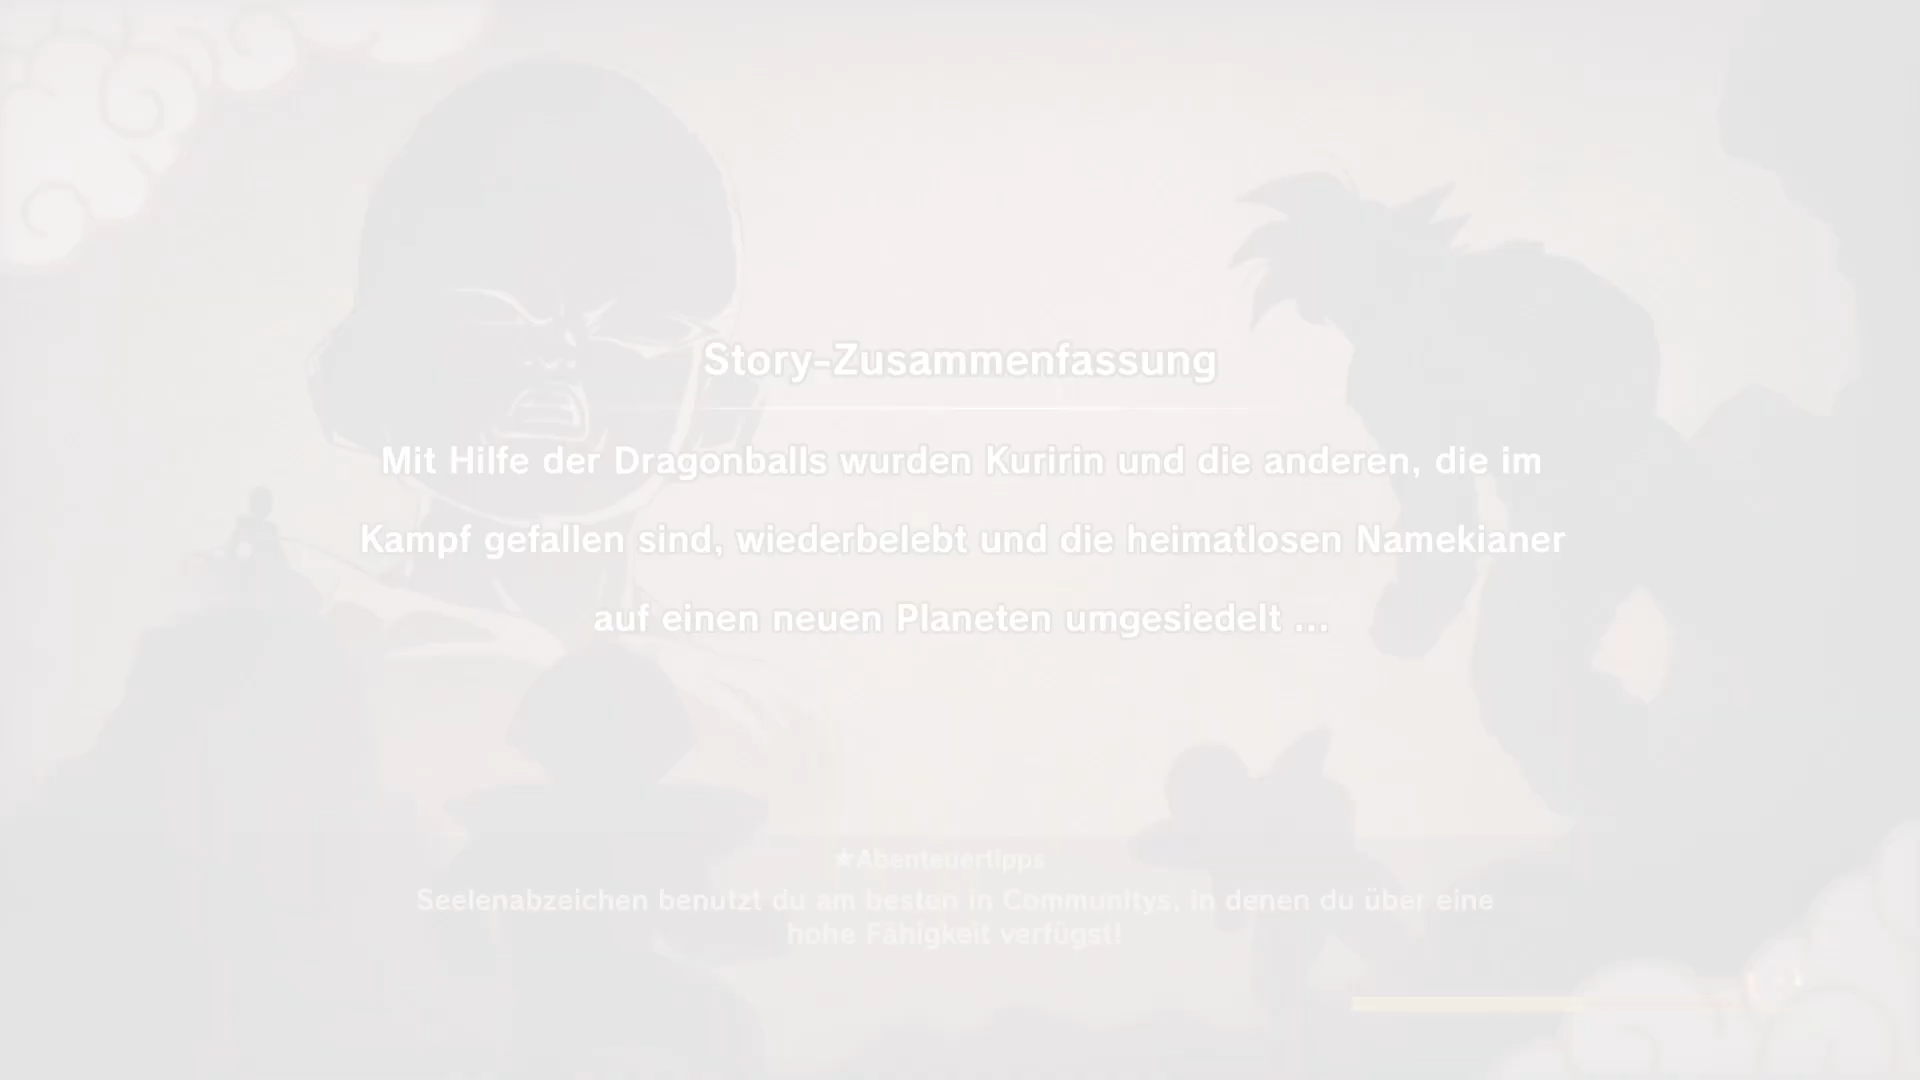 Story-Zusammenfassung
Mit Hilfe der Dragonballs wurden Kuririn und die anderen, die im
Kampf gefallen sind, wiederbelebt und die heimatlosen Namekianer
auf einen neuen Planeten umgesiedelt ...
★Abenteuertipps
Seelenabzeichen benutzt du am besten in Communitys, in denen du über eine
hohe Fähigkeit verfügst!